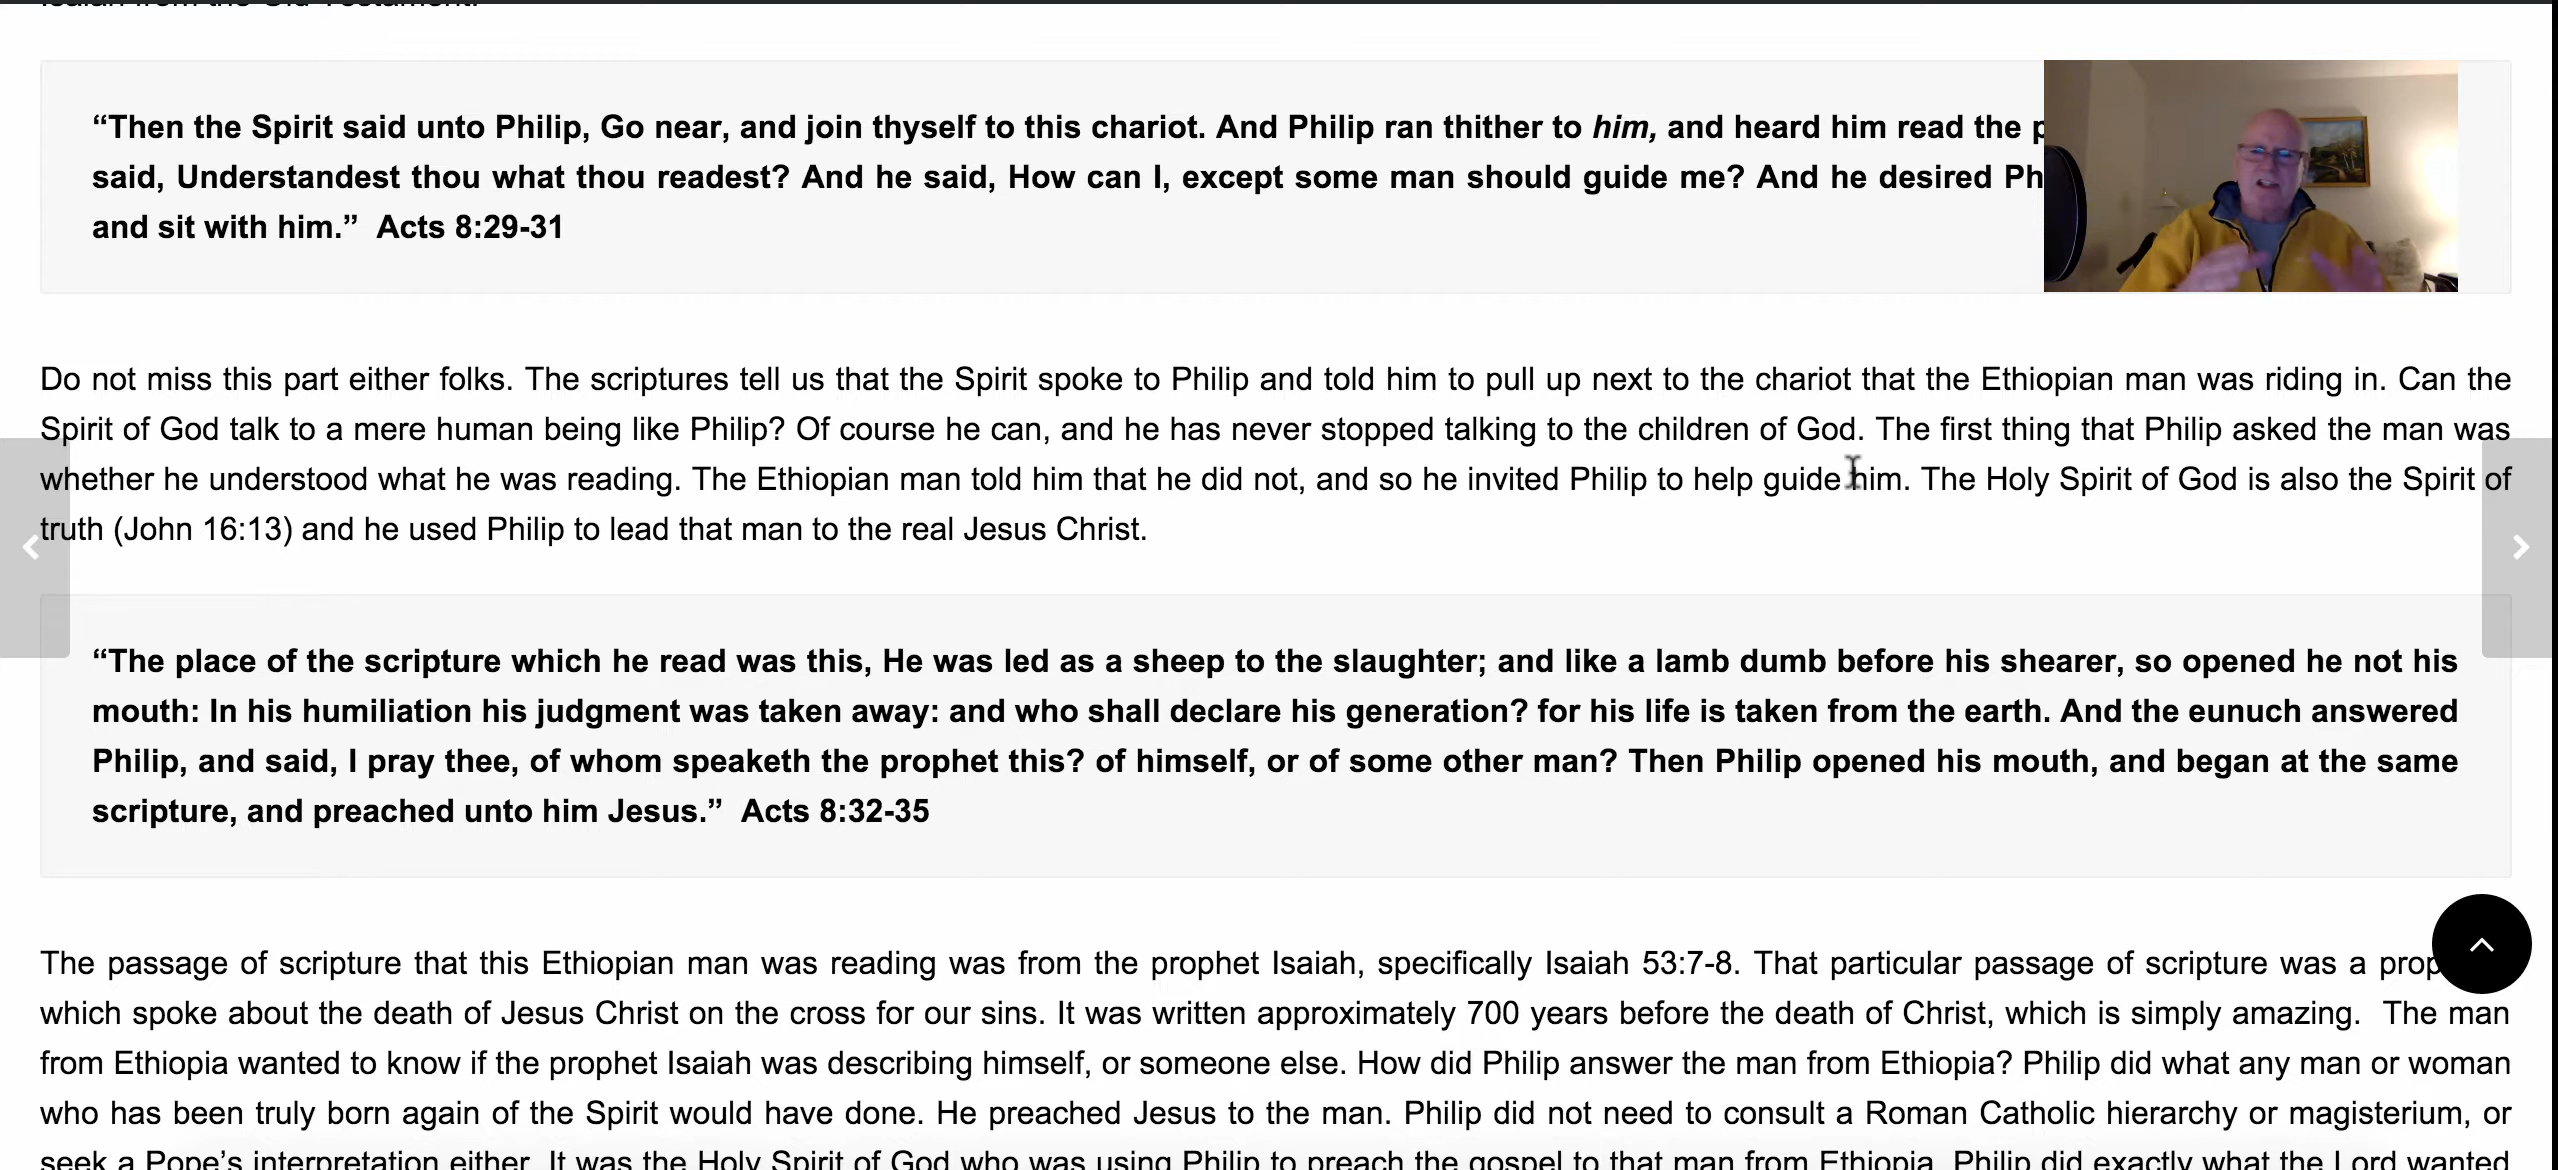 Isaiah from the Old Testament.
“Then the Spirit said unto Philip, Go near, and join thyself to this chariot. And Philip ran thither to him, and heard him read the
said, Understandest thou what thou readest? And he said, How can I, except some man should guide me? And he desired
and sit with him.”  Acts 8:29-31
Do not miss this part either folks. The scriptures tell us that the Spirit spoke to Philip and told him to pull up next to the chariot that the Ethiopian man was riding in. Can the
Spirit of God talk to a mere human being like Philip? Of course he can, and he has never stopped talking to the children of God. The first thing that Philip asked the man was
whether he understood what he was reading. The Ethiopian man told him that he did not, and so he invited Philip to help guide him. The Holy Spirit of God is also the Spirit of
truth (John 16:13) and he used Philip to lead that man to the real Jesus Christ.
“The place of the scripture which he read was this, He was led as a sheep to the slaughter; and like a lamb dumb before his shearer, so opened he not his
mouth: In his humiliation his judgment was taken away: and who shall declare his generation? for his life is taken from the earth. And the eunuch answered
Philip, and said, I pray thee, of whom speaketh the prophet this? of himself, or of some other man? Then Philip opened his mouth, and began at the same
scripture, and preached unto him Jesus.”  Acts 8:32-35
The passage of scripture that this Ethiopian man was reading was from the prophet Isaiah, specifically Isaiah 53:7-8. That particular passage of scripture was a
which spoke about the death of Jesus Christ on the cross for our sins. It was written approximately 700 years before the death of Christ, which is simply amazing.  The man
from Ethiopia wanted to know if the prophet Isaiah was describing himself, or someone else. How did Philip answer the man from Ethiopia? Philip did what any man or woman
who has been truly born again of the Spirit would have done. He preached Jesus to the man. Philip did not need to consult a Roman Catholic hierarchy or magisterium, or
seek a Pope’s interpretation either. It was the Holy Spirit of God who was using Philip to preach the gospel to that man from Ethiopia. Philip did exactly what the Lord wanted